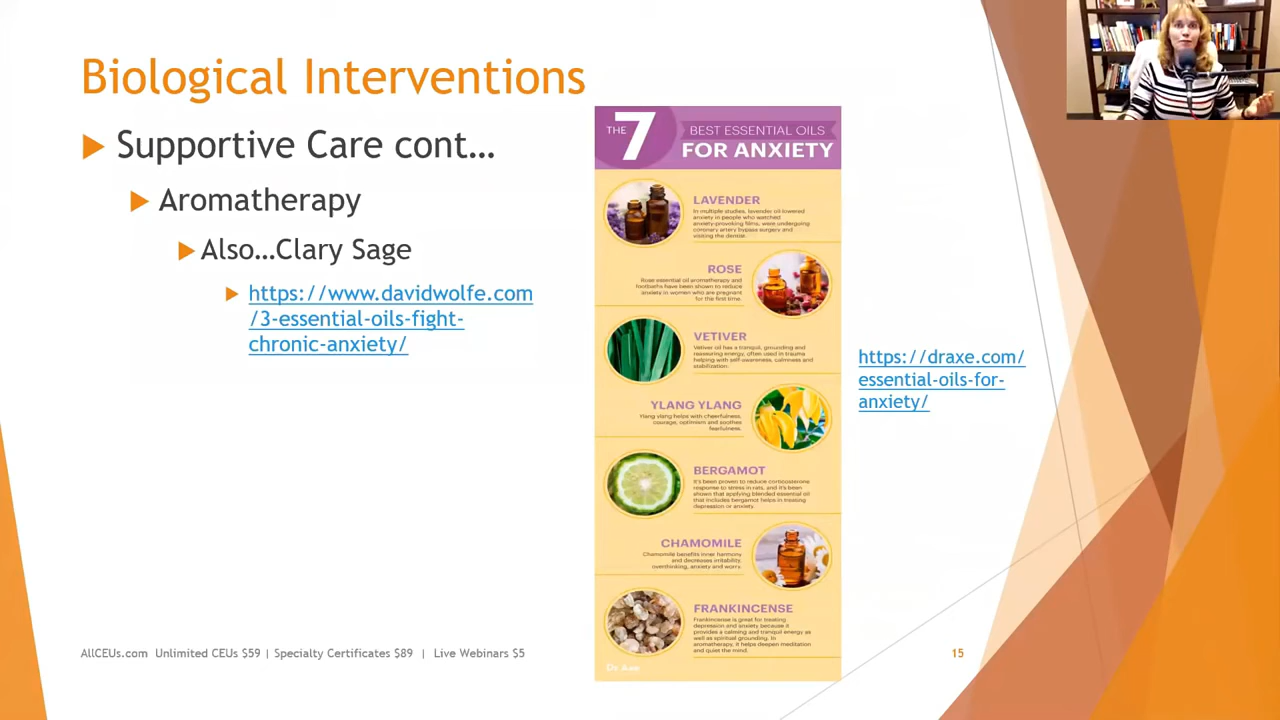 Biological Interventions
Supportive Care cont…
Aromatherapy
Also…Clary Sage
https://www.davidwolfe.com
/3-essential-oils-fight-
chronic-anxiety/
THE 7 BEST ESSENTIAL OILS
FOR ANXIETY
LAVENDER
In multiple studies, lavender oil lowered
anxiety in people who watched
anxiety-provoking films, were undergoing
coronary artery bypass surgery and
visiting the dentist.
ROSE
Rose essential oil aromatherapy and
footbaths have been shown to reduce
anxiety in women who are pregnant
for the first time.
VETIVER
Vetiver oil has a tranquil, grounding and
reassuring energy, often used in trauma
helping with self-awareness, calmness and
stabilization.
YLANG YLANG
Ylang ylang helps with cheerfulness,
courage, optimism and soothes
fearfulness.
BERGAMOT
It's been proven to reduce corticosterone
response to stress in rats, and it's been
shown that applying blended essential oil
that includes bergamot helps in treating
depression or anxiety.
CHAMOMILE
Chamomile benefits inner harmony
and decreases irritability,
overthinking, anxiety and worry.
FRANKINCENSE
Frankincense is great for treating
depression and anxiety because it
provides a calming and tranquil energy as
well as spiritual grounding. In
aromatherapy, it helps deepen meditation
and quiet the mind.
Dr. Axe
https://draxe.com/
essential-oils-for-
anxiety/
AllCEUs.com Unlimited CEUs $59 | Specialty Certificates $89 | Live Webinars $5
15